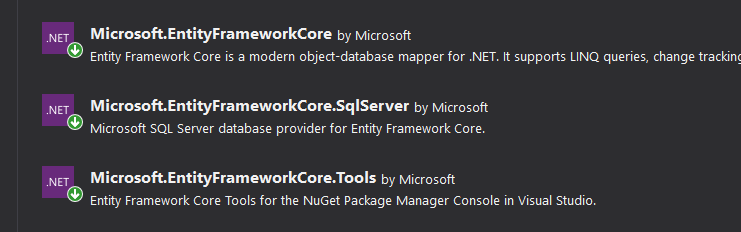 .NET Microsoft.EntityFrameworkCore by Microsoft
Entity Framework Core is a modern object-database mapper for .NET. It supports LINQ queries, change tracking
.NET Microsoft.EntityFrameworkCore.SqlServer by Microsoft
Microsoft SQL Server database provider for Entity Framework Core.
.NET Microsoft.EntityFrameworkCore.Tools by Microsoft
Entity Framework Core Tools for the NuGet Package Manager Console in Visual Studio.